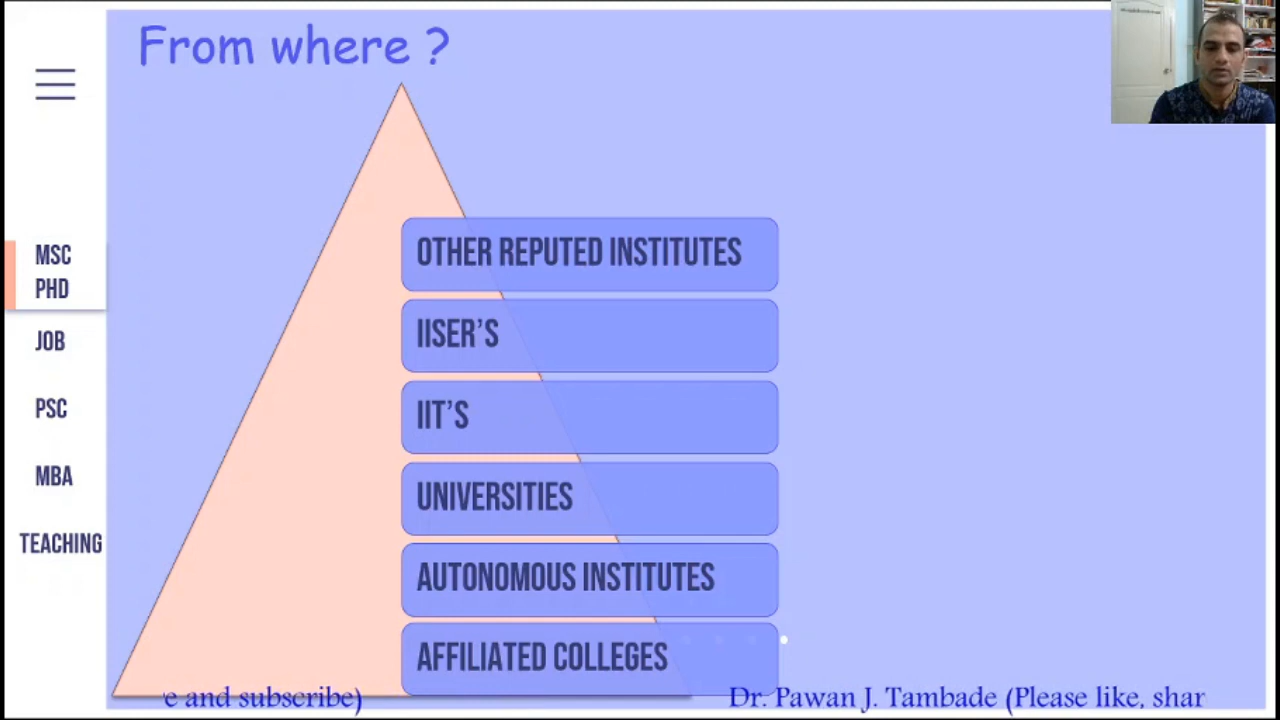 From where ?
MSC
PHD
JOB
PSC
MBA
TEACHING
OTHER REPUTED INSTITUTES
IISER'S
IIT'S
UNIVERSITIES
AUTONOMOUS INSTITUTES
AFFILIATED COLLEGES
e and subscribe) Dr. Pawan J. Tambade (Please like, shar